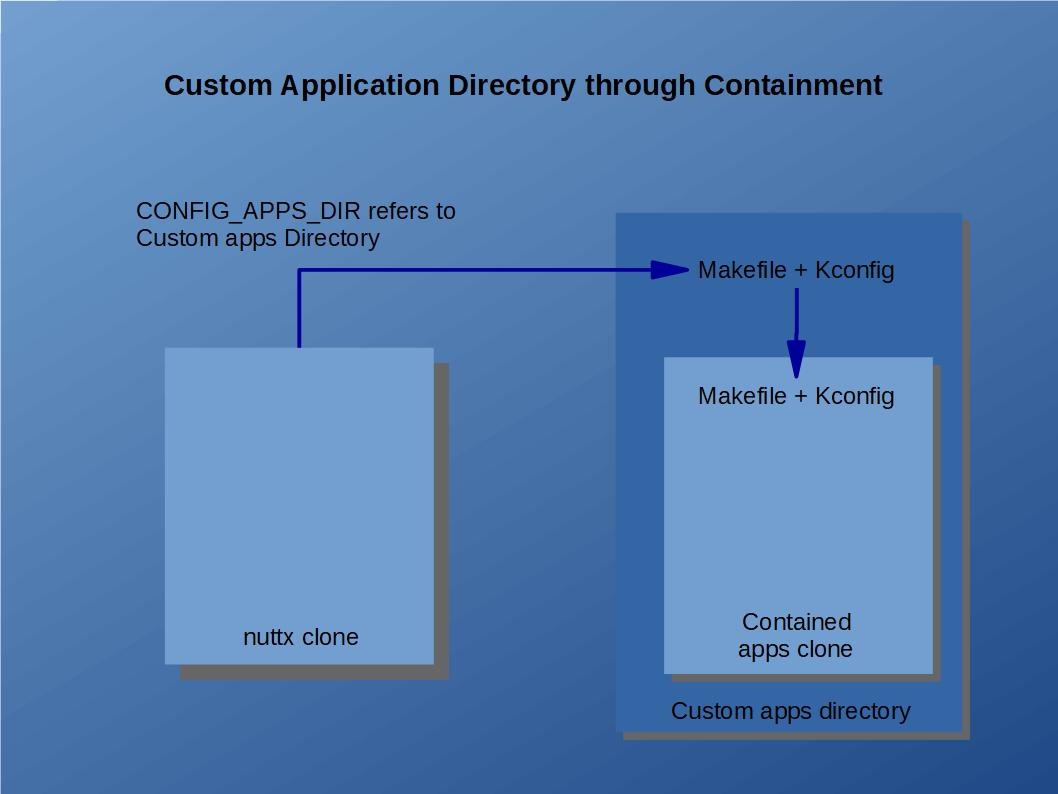 Custom Application Directory through Containment
CONFIG_APPS_DIR refers to
Custom apps Directory
Makefile + Kconfig
Makefile + Kconfig
nuttx clone
Contained
apps clone
Custom apps directory